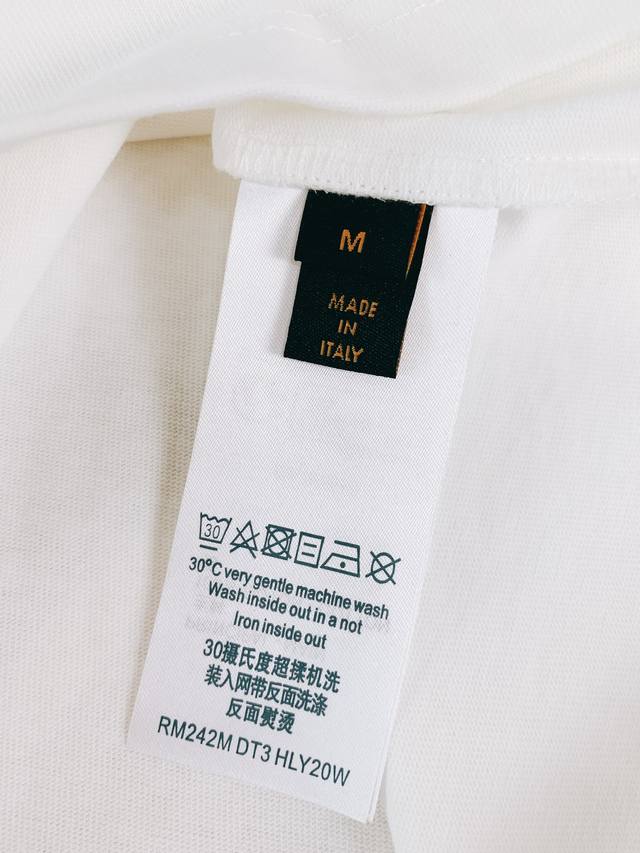 M
MADE
IN
ITALY
30
30°C very gentle machine wash
Wash inside out in a not
Iron inside out
30摄氏度超揉机洗
装入网带反面洗涤
反面熨烫
RM242M DT3 HLY20W